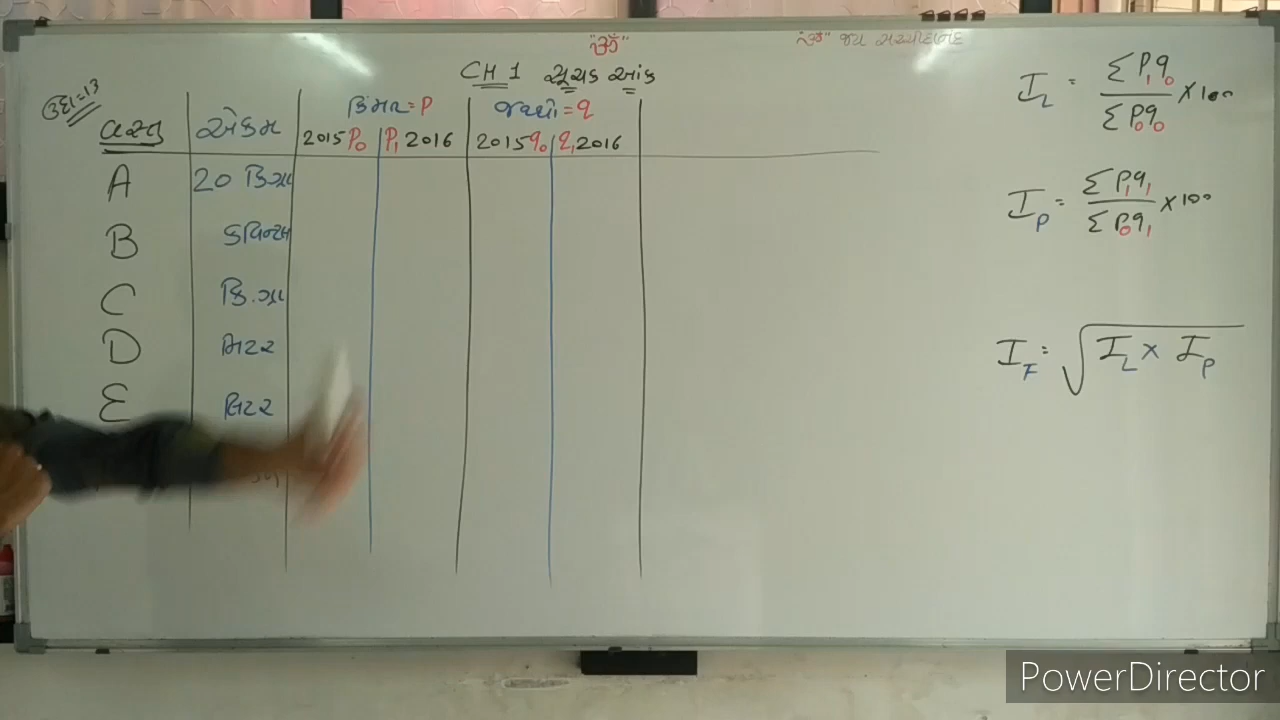 "ૐ"
CH 1 સૂચક આંક
ઉદા=13
વસ્તુ એકમ કિંમત=P જથ્થો=q
2015 P₀ P₁ 2016 2015 q₀ q₁ 2016
A 20 કિગ્રા
B ક્વિન્ટલ
C કિ.ગ્રા
D મીટર
E લિટર
I_L = ΣP₁q₀ / ΣP₀q₀ × 100
I_P = ΣP₁q₁ / ΣP₀q₁ × 100
I_F = √(I_L × I_P)
PowerDirector